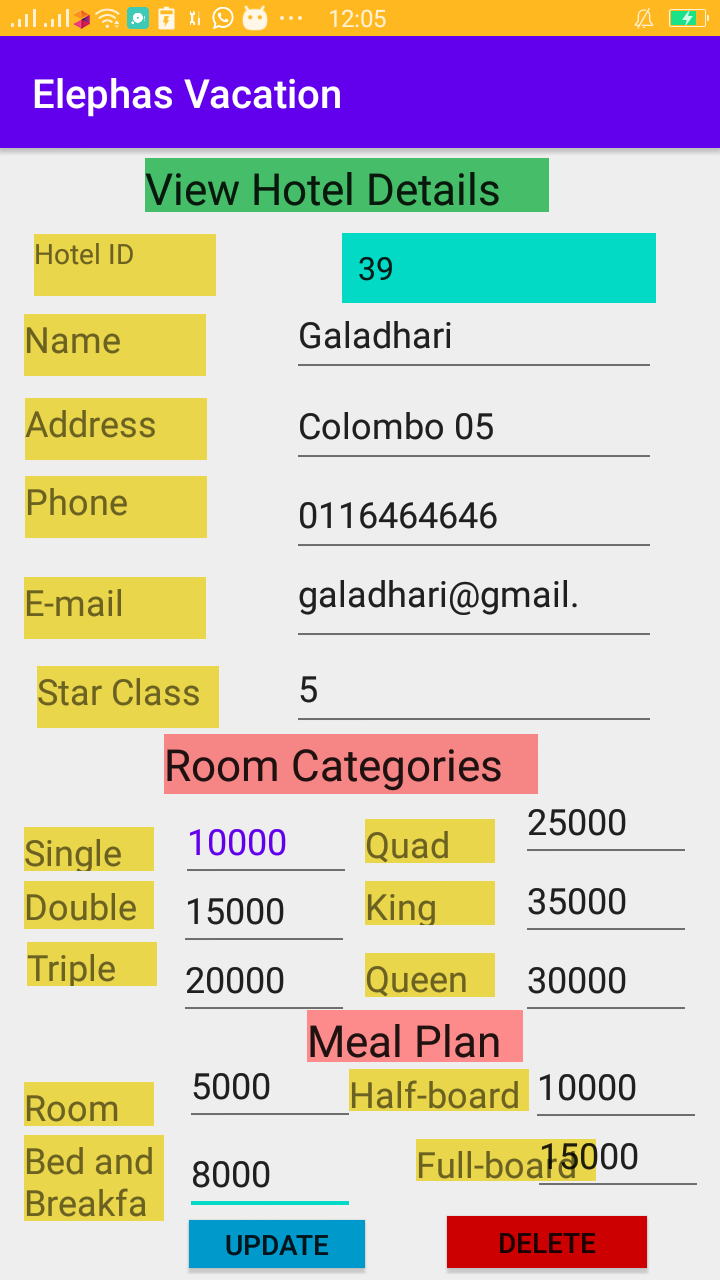 12:05
Elephas Vacation
View Hotel Details
Hotel ID 39
Name Galadhari
Address Colombo 05
Phone 0116464646
E-mail galadhari@gmail.
Star Class 5
Room Categories
Single 10000 Quad 25000
Double 15000 King 35000
Triple 20000 Queen 30000
Meal Plan
Room 5000 Half-board 10000
Bed and 8000 Full-board 15000
Breakfa
UPDATE DELETE